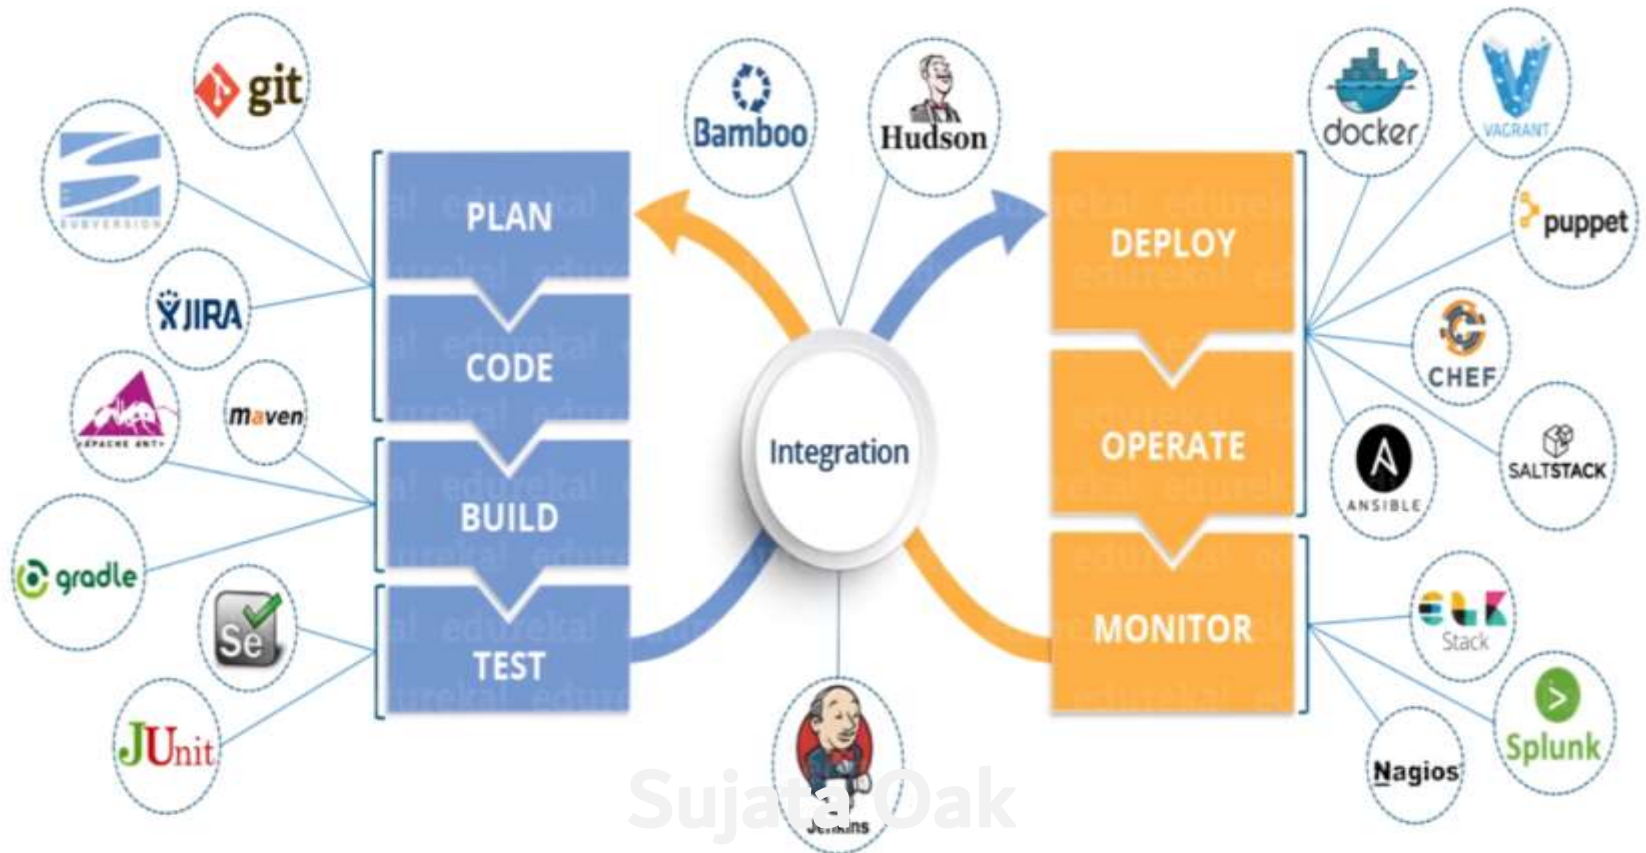 git
SUBVERSION
JIRA
APACHE ANT
maven
gradle
Se
JUnit
PLAN
CODE
BUILD
TEST
Bamboo
Hudson
Integration
Jenkins
DEPLOY
OPERATE
MONITOR
docker
VAGRANT
puppet
CHEF
SALTSTACK
ANSIBLE
ELK
Stack
Splunk
Nagios
Sujata Oak
edureka!